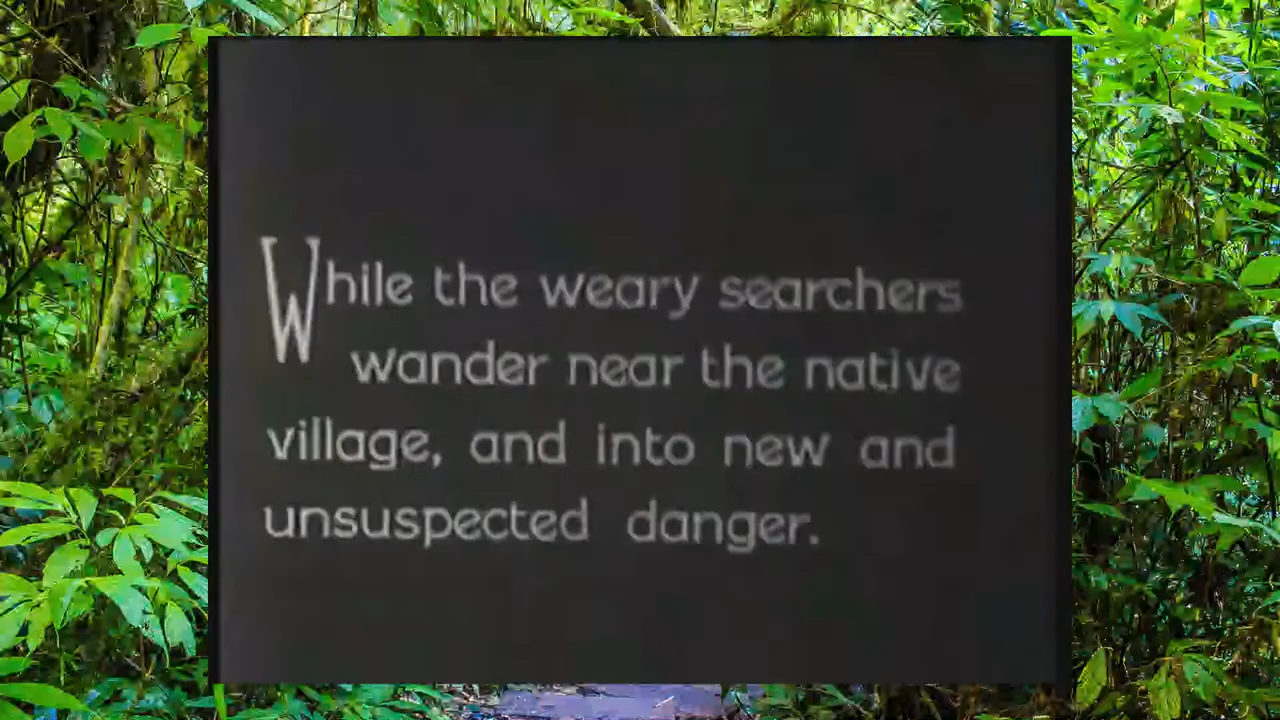 While the weary searchers
wander near the native
village, and into new and
unsuspected danger.